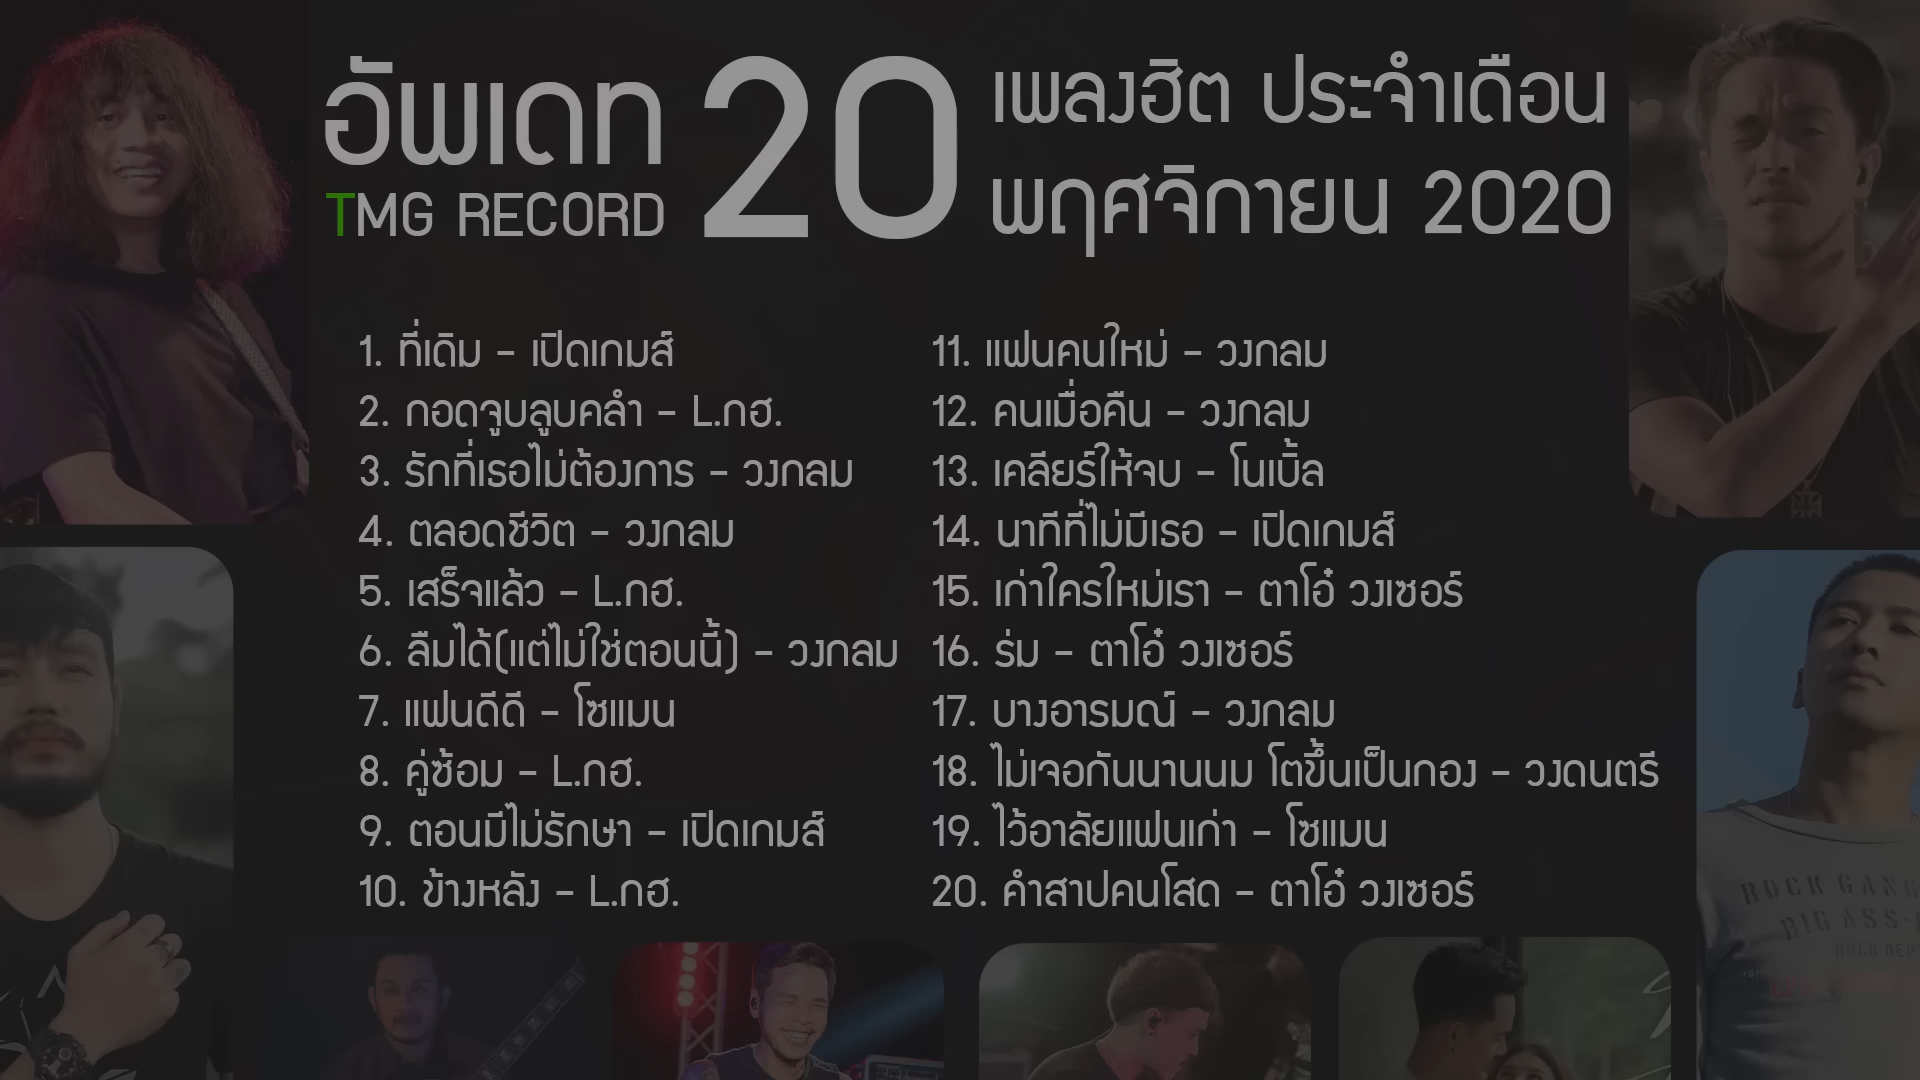 อัพเดท
TMG RECORD
20
เพลงฮิต ประจำเดือน
พฤศจิกายน 2020
1. ที่เดิม - เปิดเกมส์
2. กอดจูบลูบคลำ - L.กฮ.
3. รักที่เธอไม่ต้องการ - วงกลม
4. ตลอดชีวิต - วงกลม
5. เสร็จแล้ว - L.กฮ.
6. ลืมได้(แต่ไม่ใช่ตอนนี้) - วงกลม
7. แฟนดีดี - โซแมน
8. คู่ซ้อม - L.กฮ.
9. ตอนมีไม่รักษา - เปิดเกมส์
10. ข้างหลัง - L.กฮ.
11. แฟนคนใหม่ - วงกลม
12. คนเมื่อคืน - วงกลม
13. เคลียร์ให้จบ - โนเบิ้ล
14. นาทีที่ไม่มีเธอ - เปิดเกมส์
15. เก่าใครใหม่เรา - ตาโอ๋ วงเซอร์
16. ร่ม - ตาโอ๋ วงเซอร์
17. บางอารมณ์ - วงกลม
18. ไม่เจอกันนานนม โตขึ้นเป็นกอง - วงดนตรี
19. ไว้อาลัยแฟนเก่า - โซแมน
20. คำสาปคนโสด - ตาโอ๋ วงเซอร์
ROCK GANG
BIG ASS